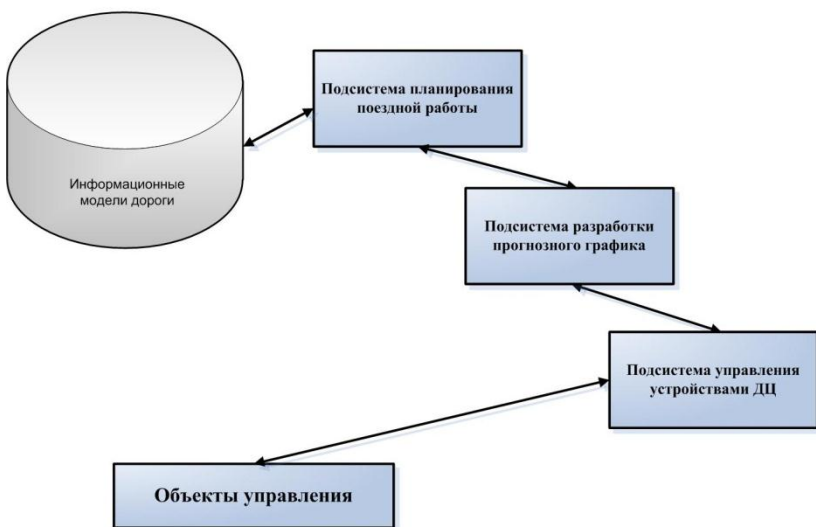 Подсистема планирования
поездной работы
Информационные
модели дороги
Подсистема разработки
прогнозного графика
Подсистема управления
устройствами ДЦ
Объекты управления